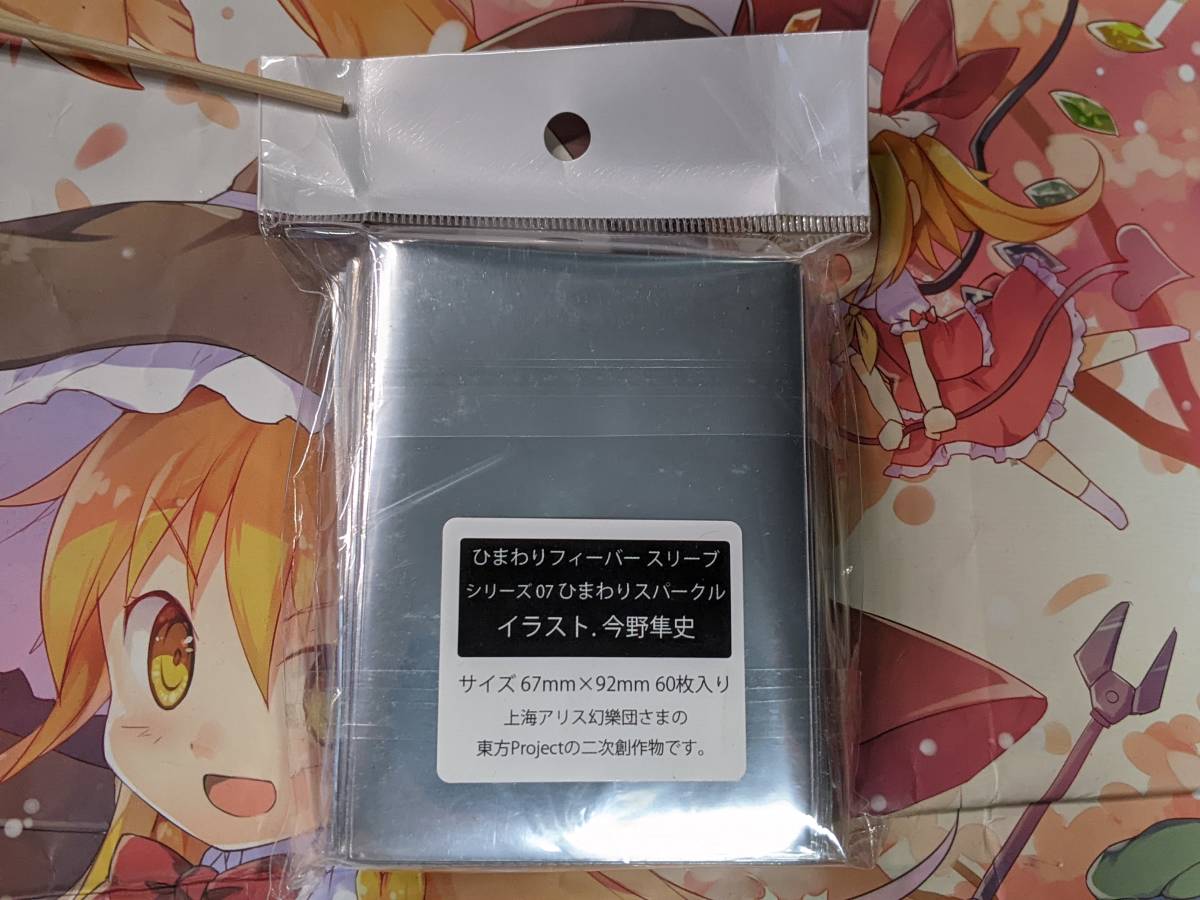 ひまわりフィーバー スリーブ
シリーズ 07 ひまわりスパークル
イラスト. 今野隼史
サイズ 67mm×92mm 60枚入り
上海アリス幻樂団さまの
東方Projectの二次創作物です。